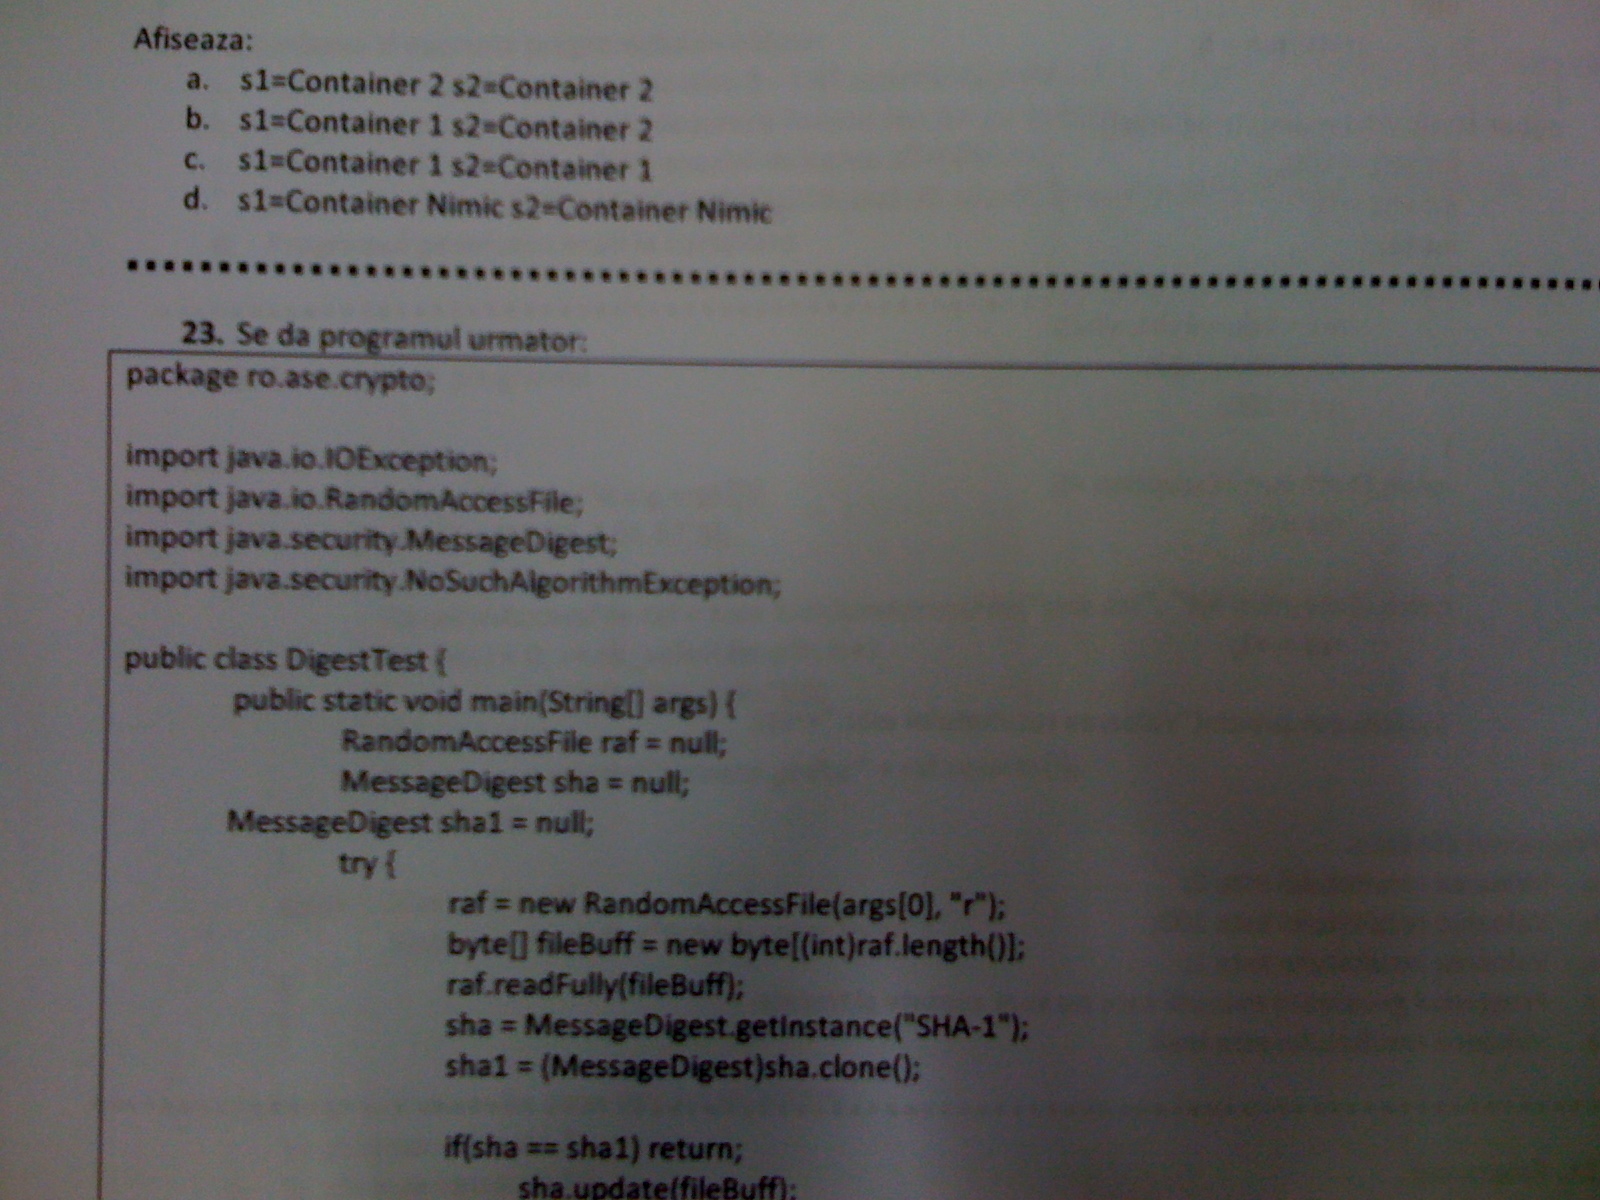 Afiseaza:
a. s1=Container 2 s2=Container 2
b. s1=Container 1 s2=Container 2
c. s1=Container 1 s2=Container 1
d. s1=Container Nimic s2=Container Nimic
23. Se da programul urmator:
package ro.ase.crypto;
import java.io.IOException;
import java.io.RandomAccessFile;
import java.security.MessageDigest;
import java.security.NoSuchAlgorithmException;
public class DigestTest {
public static void main(String[] args) {
RandomAccessFile raf = null;
MessageDigest sha = null;
MessageDigest sha1 = null;
try {
raf = new RandomAccessFile(args[0], "r");
byte[] fileBuff = new byte[(int)raf.length()];
raf.readFully(fileBuff);
sha = MessageDigest.getInstance("SHA-1");
sha1 = (MessageDigest)sha.clone();
if(sha == sha1) return;
sha.update(fileBuff);